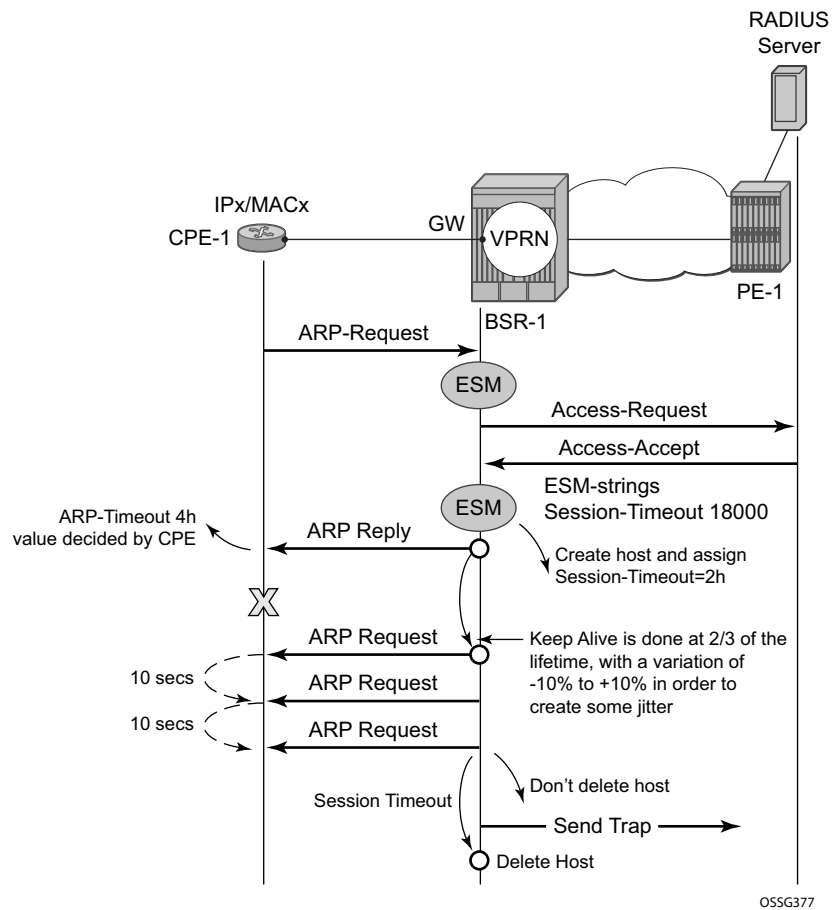 RADIUS
Server
IPx/MACx
CPE-1
GW
VPRN
PE-1
BSR-1
ARP-Request
ESM
Access-Request
Access-Accept
ESM
ESM-strings
Session-Timeout 18000
ARP-Timeout 4h
value decided by CPE
ARP Reply
Create host and assign
Session-Timeout=2h
X
ARP Request
Keep Alive is done at 2/3 of the
lifetime, with a variation of
-10% to +10% in order to
create some jitter
10 secs
ARP Request
10 secs
ARP Request
Don't delete host
Session Timeout
Send Trap
Delete Host
OSSG377